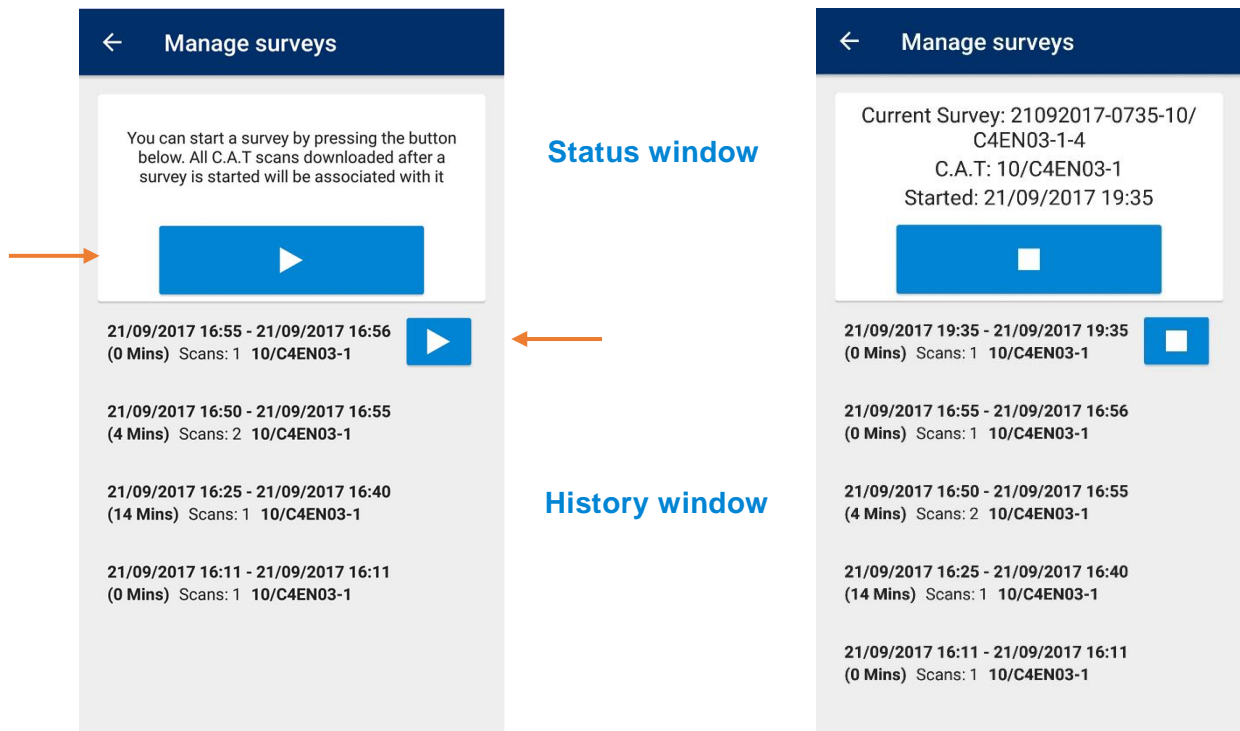 Manage surveys
You can start a survey by pressing the button
below. All C.A.T scans downloaded after a
survey is started will be associated with it
21/09/2017 16:55 - 21/09/2017 16:56
(0 Mins) Scans: 1 10/C4EN03-1
21/09/2017 16:50 - 21/09/2017 16:55
(4 Mins) Scans: 2 10/C4EN03-1
21/09/2017 16:25 - 21/09/2017 16:40
(14 Mins) Scans: 1 10/C4EN03-1
21/09/2017 16:11 - 21/09/2017 16:11
(0 Mins) Scans: 1 10/C4EN03-1
Status window
History window
Manage surveys
Current Survey: 21092017-0735-10/
C4EN03-1-4
C.A.T: 10/C4EN03-1
Started: 21/09/2017 19:35
21/09/2017 19:35 - 21/09/2017 19:35
(0 Mins) Scans: 1 10/C4EN03-1
21/09/2017 16:55 - 21/09/2017 16:56
(0 Mins) Scans: 1 10/C4EN03-1
21/09/2017 16:50 - 21/09/2017 16:55
(4 Mins) Scans: 2 10/C4EN03-1
21/09/2017 16:25 - 21/09/2017 16:40
(14 Mins) Scans: 1 10/C4EN03-1
21/09/2017 16:11 - 21/09/2017 16:11
(0 Mins) Scans: 1 10/C4EN03-1